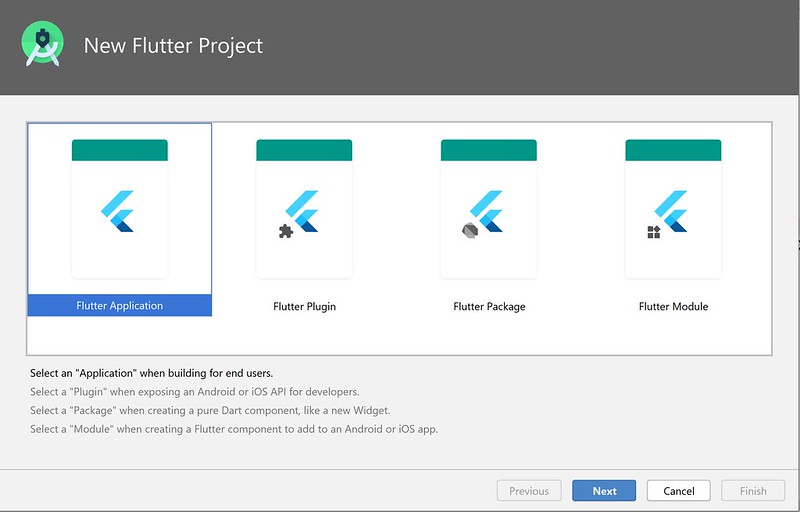 New Flutter Project
Flutter Application
Flutter Plugin
Flutter Package
Flutter Module
Select an "Application" when building for end users.
Select a "Plugin" when exposing an Android or iOS API for developers.
Select a "Package" when creating a pure Dart component, like a new Widget.
Select a "Module" when creating a Flutter component to add to an Android or iOS app.
Previous
Next
Cancel
Finish